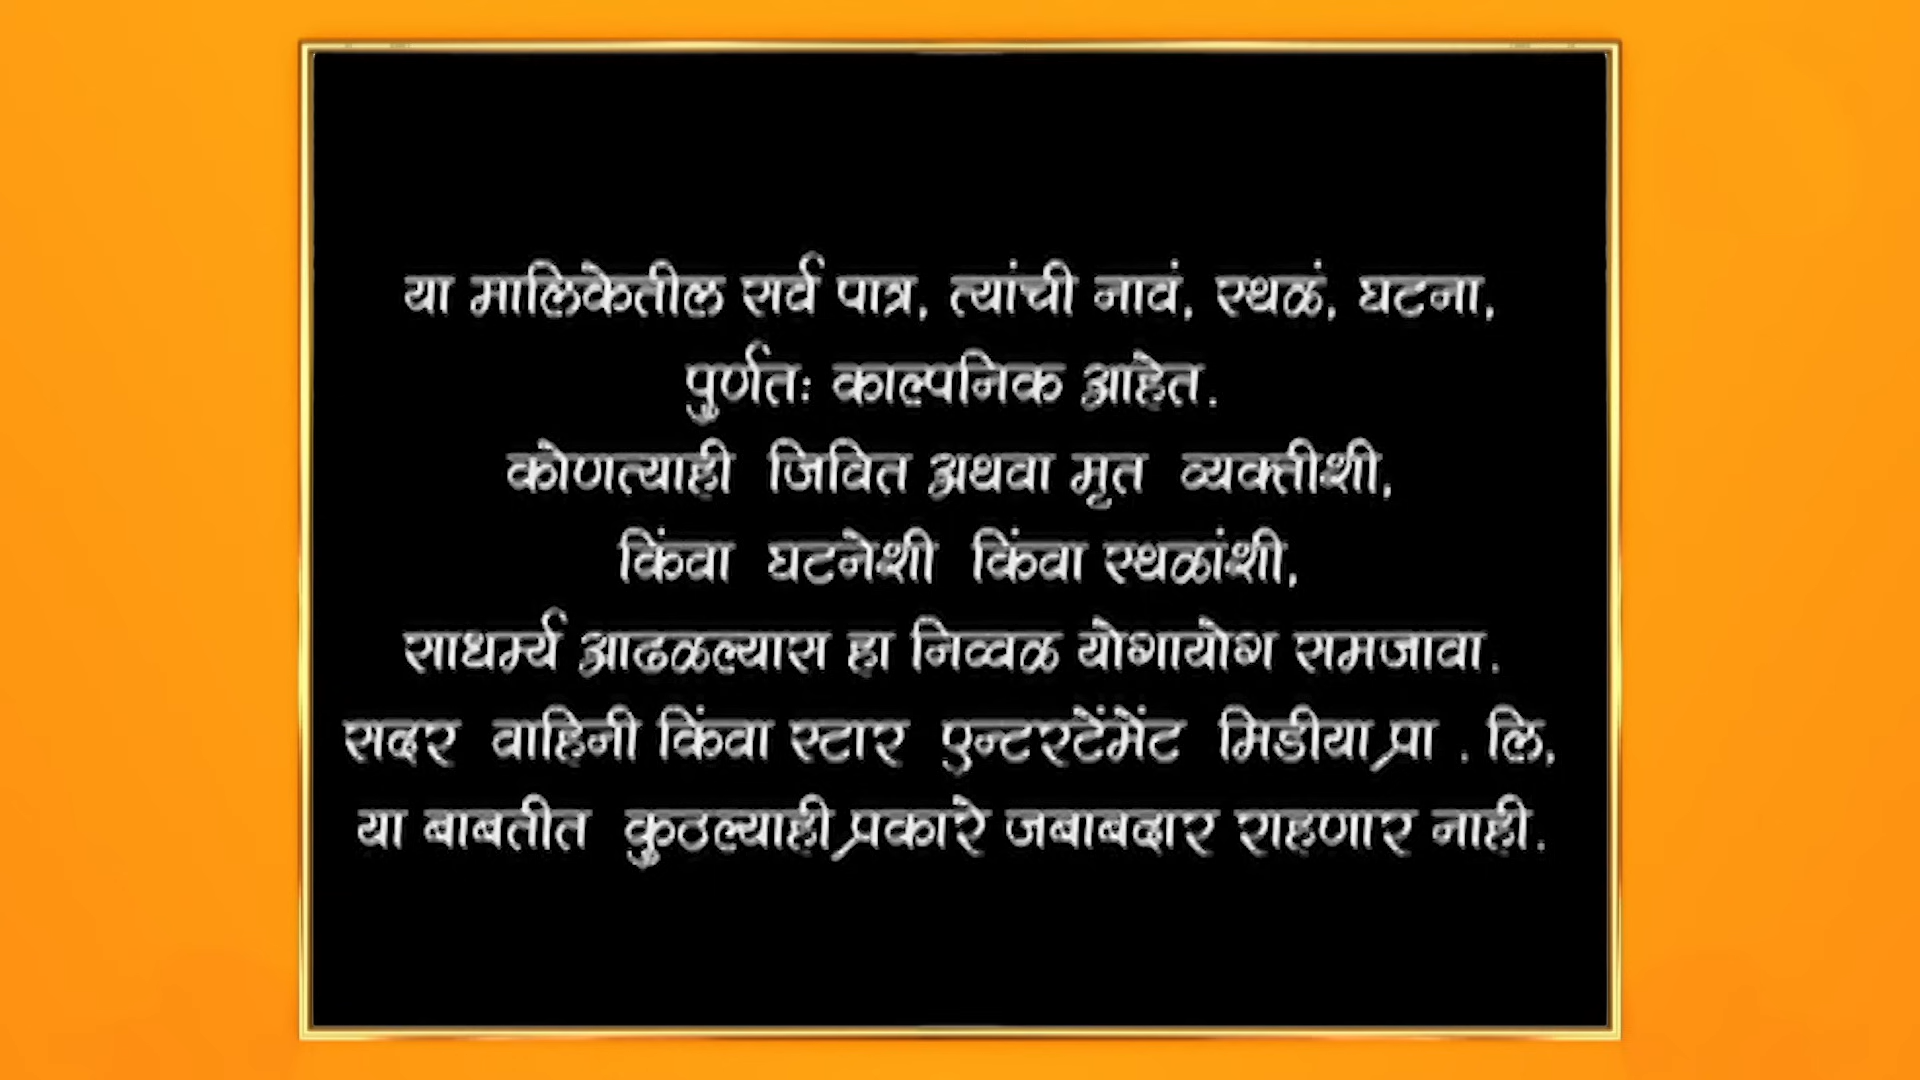 या मालिकेतील सर्व पात्र, त्यांची नावं, स्थळं, घटना,
पुर्णतः काल्पनिक आहेत.
कोणत्याही जिवित अथवा मृत व्यक्तीशी,
किंवा घटनेशी किंवा स्थळांशी,
साधर्म्य आढळल्यास हा निव्वळ योगायोग समजावा.
सदर वाहिनी किंवा स्टार एन्टरटेंमेंट मिडीया प्रा . लि,
या बाबतीत कुठल्याही प्रकारे जबाबदार राहणार नाही.